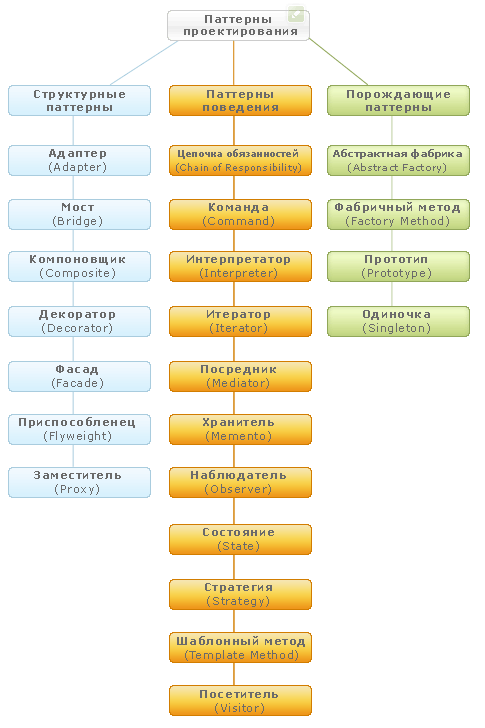 Паттерны
проектирования
Структурные
паттерны
Адаптер
(Adapter)
Мост
(Bridge)
Компоновщик
(Composite)
Декоратор
(Decorator)
Фасад
(Facade)
Приспособленец
(Flyweight)
Заместитель
(Proxy)
Паттерны
поведения
Цепочка обязанностей
(Chain of Responsibility)
Команда
(Command)
Интерпретатор
(Interpreter)
Итератор
(Iterator)
Посредник
(Mediator)
Хранитель
(Memento)
Наблюдатель
(Observer)
Состояние
(State)
Стратегия
(Strategy)
Шаблонный метод
(Template Method)
Посетитель
(Visitor)
Порождающие
паттерны
Абстрактная фабрика
(Abstract Factory)
Фабричный метод
(Factory Method)
Прототип
(Prototype)
Одиночка
(Singleton)